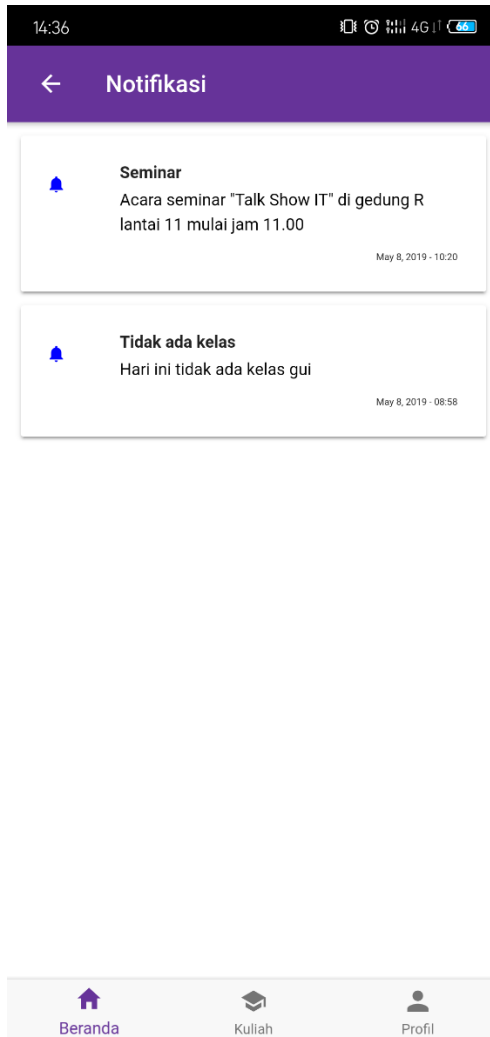 14:36
4G
66
Notifikasi
Seminar
Acara seminar "Talk Show IT" di gedung R
lantai 11 mulai jam 11.00
May 8, 2019 - 10:20
Tidak ada kelas
Hari ini tidak ada kelas gui
May 8, 2019 - 08:58
Beranda
Kuliah
Profil